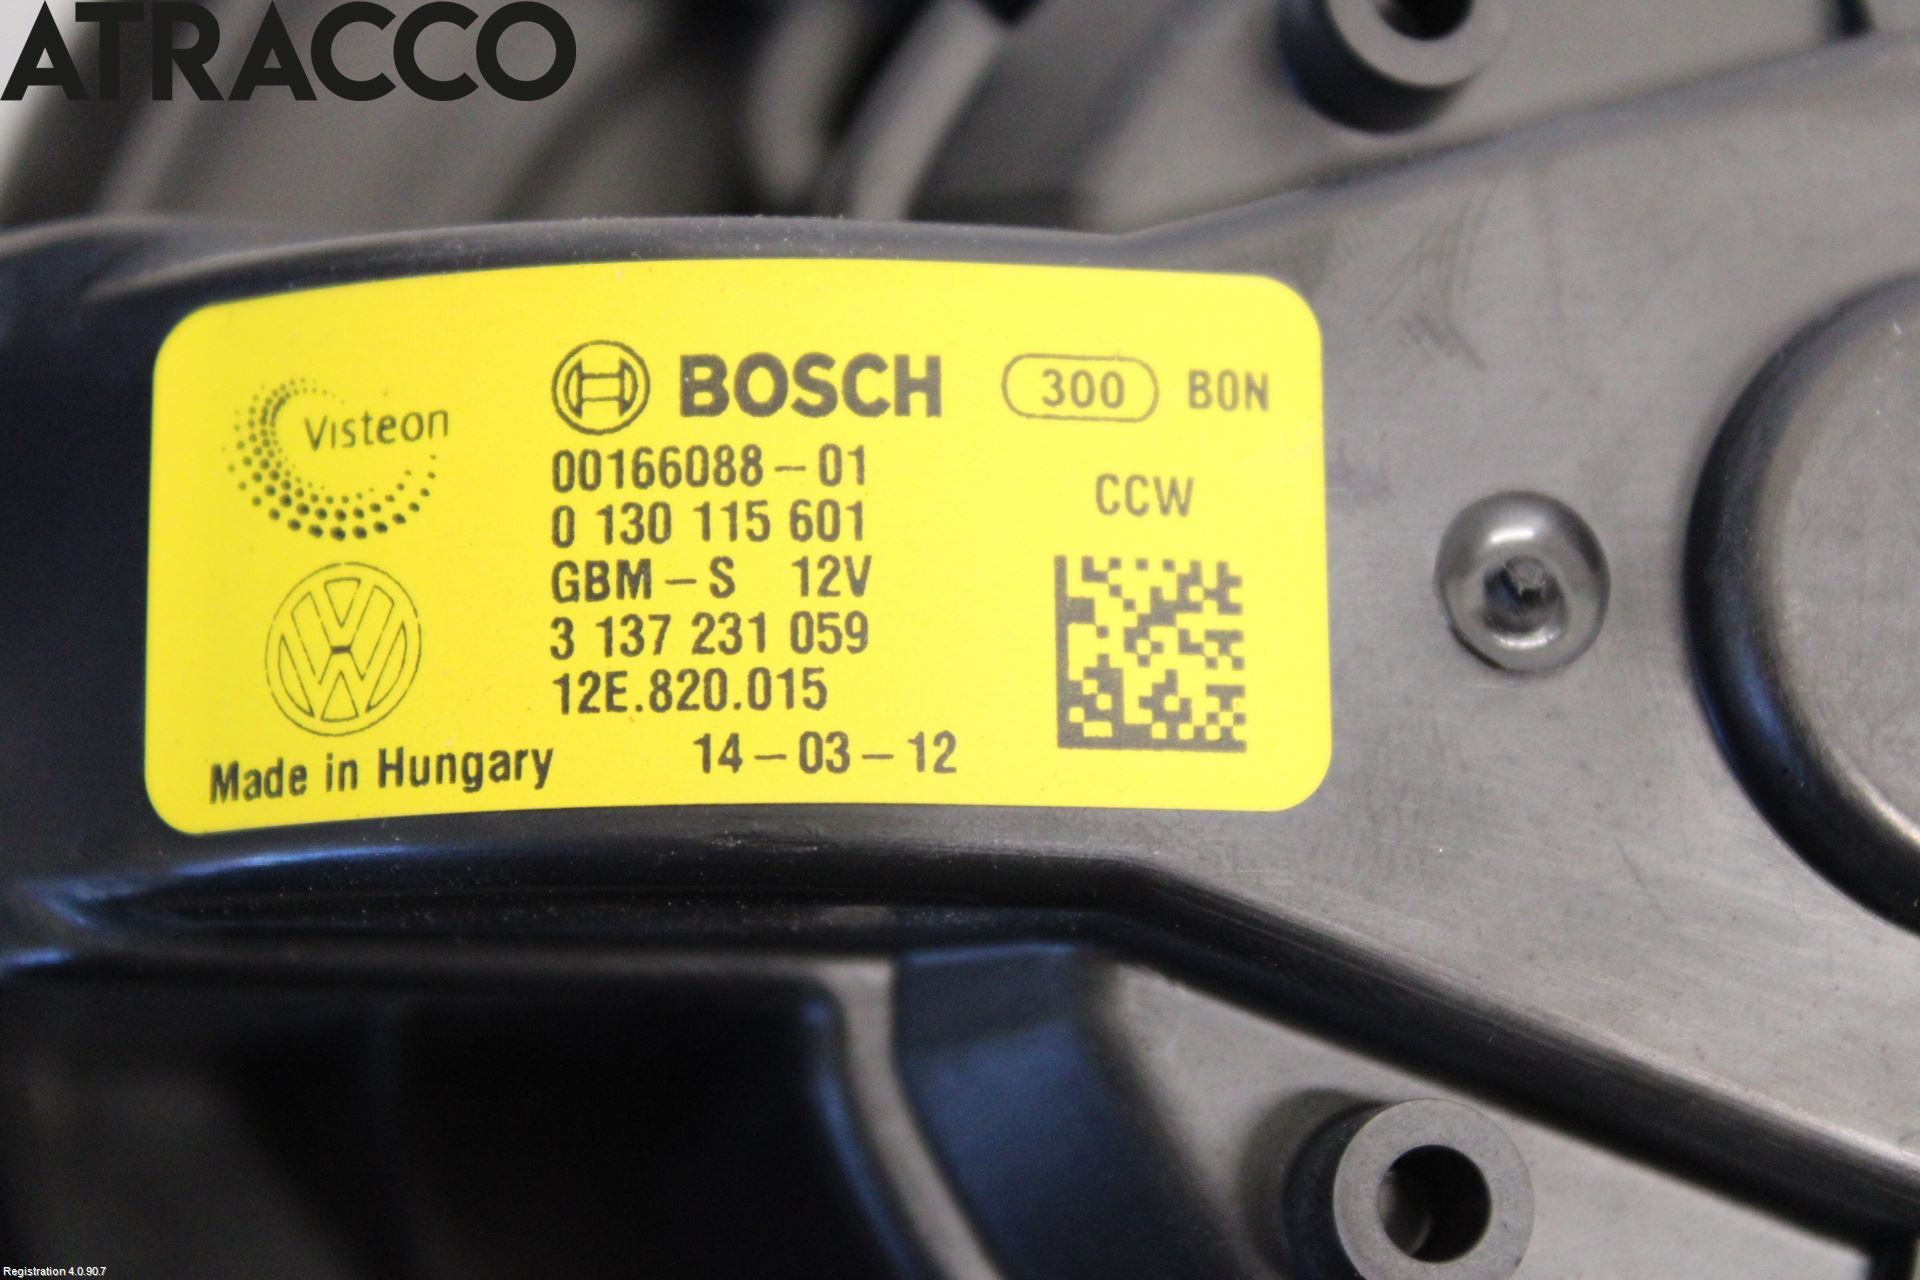 ATRACCO
BOSCH 300 B0N
Visteon
00166088-01
0 130 115 601
CCW
GBM-S 12V
3 137 231 059
12E.820.015
14-03-12
Made in Hungary
Registration 4.0.90.7